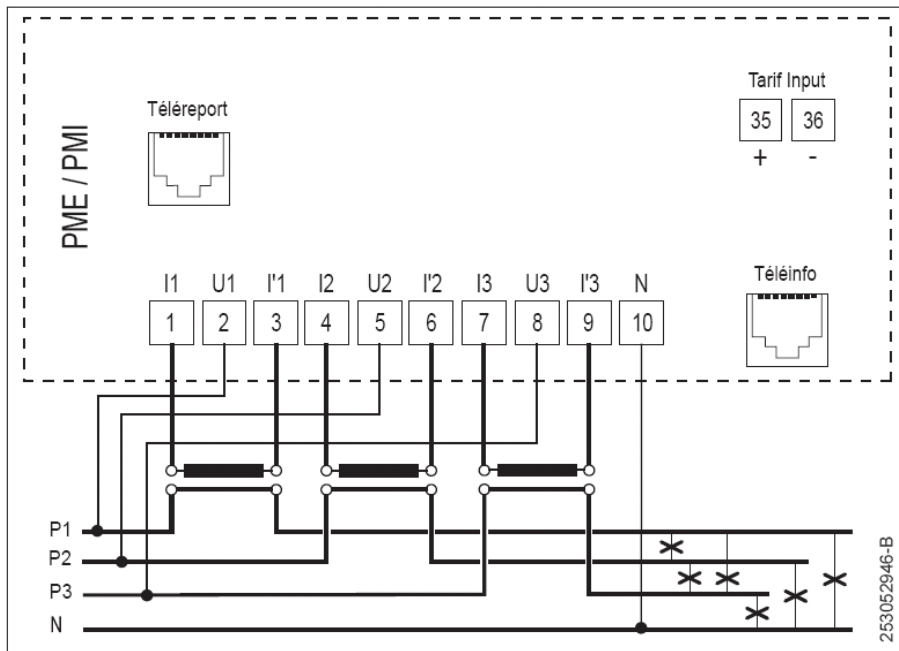 Téléreport
Tarif Input
35 36
+ -
PME / PMI
Téléinfo
I1 U1 I'1 I2 U2 I'2 I3 U3 I'3 N
1 2 3 4 5 6 7 8 9 10
P1
P2
P3
N
253052946-B